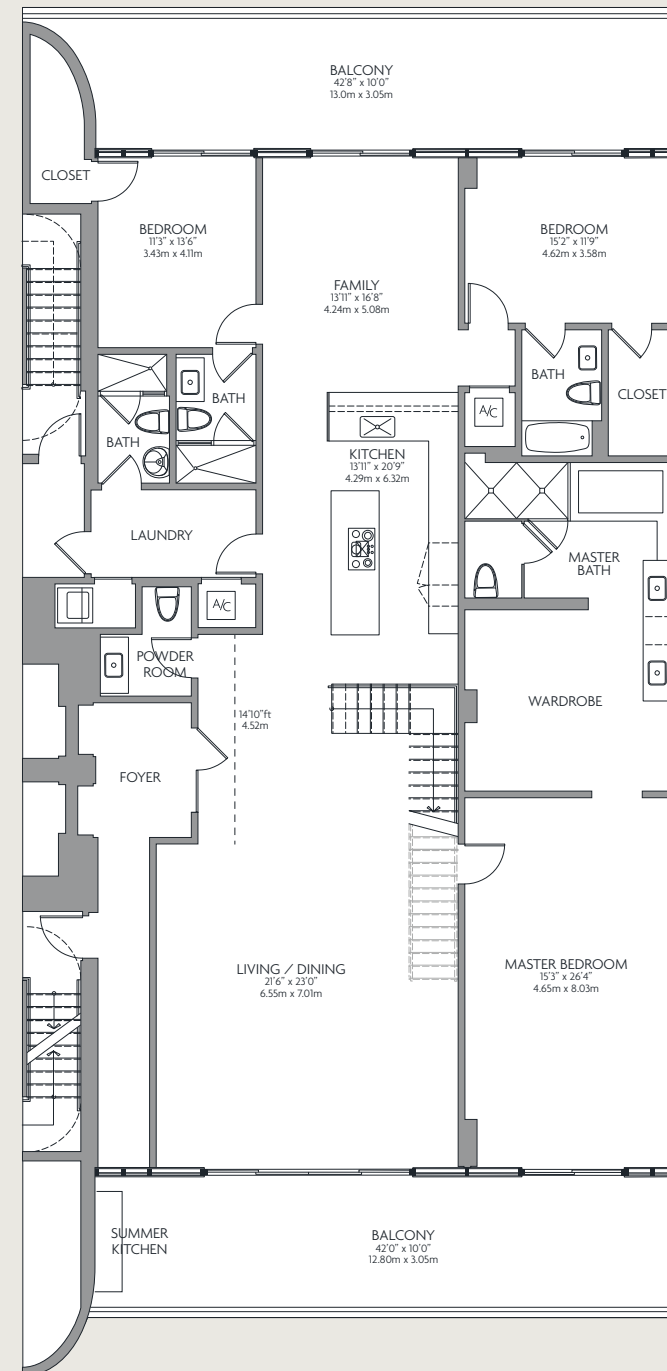 BALCONY
42'8" x 10'0"
13.0m x 3.05m
CLOSET
BEDROOM
11'3" x 13'6"
3.43m x 4.11m
BEDROOM
15'2" x 11'9"
4.62m x 3.58m
FAMILY
13'11" x 16'8"
4.24m x 5.08m
BATH
BATH
BATH
CLOSET
A/C
KITCHEN
13'11" x 20'9"
4.29m x 6.32m
LAUNDRY
MASTER
BATH
A/C
POWDER
ROOM
WARDROBE
14'10"ft
4.52m
FOYER
LIVING / DINING
21'6" x 23'0"
6.55m x 7.01m
MASTER BEDROOM
15'3" x 26'4"
4.65m x 8.03m
SUMMER
KITCHEN
BALCONY
42'0" x 10'0"
12.80m x 3.05m